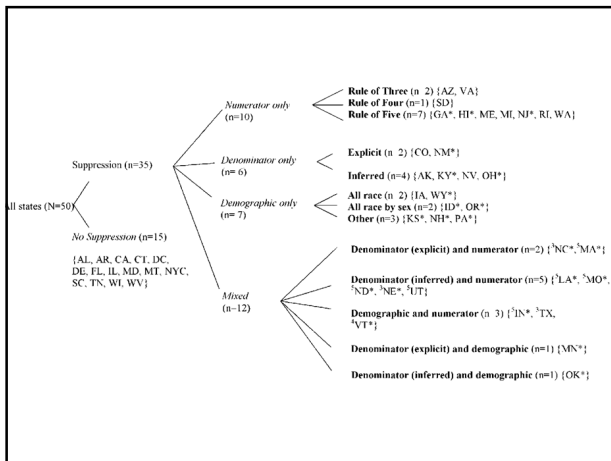 All states (N=50)
Suppression (n=35)
No Suppression (n=15)
{AL, AR, CA, CT, DC,
DE, FL, IL, MD, MT, NYC,
SC, TN, WI, WV}
Numerator only
(n=10)
Denominator only
(n= 6)
Demographic only
(n= 7)
Mixed
(n=12)
Rule of Three (n=2) {AZ, VA}
Rule of Four (n=1) {SD}
Rule of Five (n=7) {GA*, HI*, ME, MI, NJ*, RI, WA}
Explicit (n=2) {CO, NM*}
Inferred (n=4) {AK, KY*, NV, OH*}
All race (n=2) {IA, WY*}
All race by sex (n=2) {ID*, OR*}
Other (n=3) {KS*, NH*, PA*}
Denominator (explicit) and numerator (n=2) {³NC*,⁵MA*}
Denominator (inferred) and numerator (n=5) {⁵LA*, ⁵MO*,
⁵ND*, ³NE*, ⁵UT}
Demographic and numerator (n=3) {⁵IN*, ³TX,
⁴VT*}
Denominator (explicit) and demographic (n=1) {MN*}
Denominator (inferred) and demographic (n=1) {OK*}